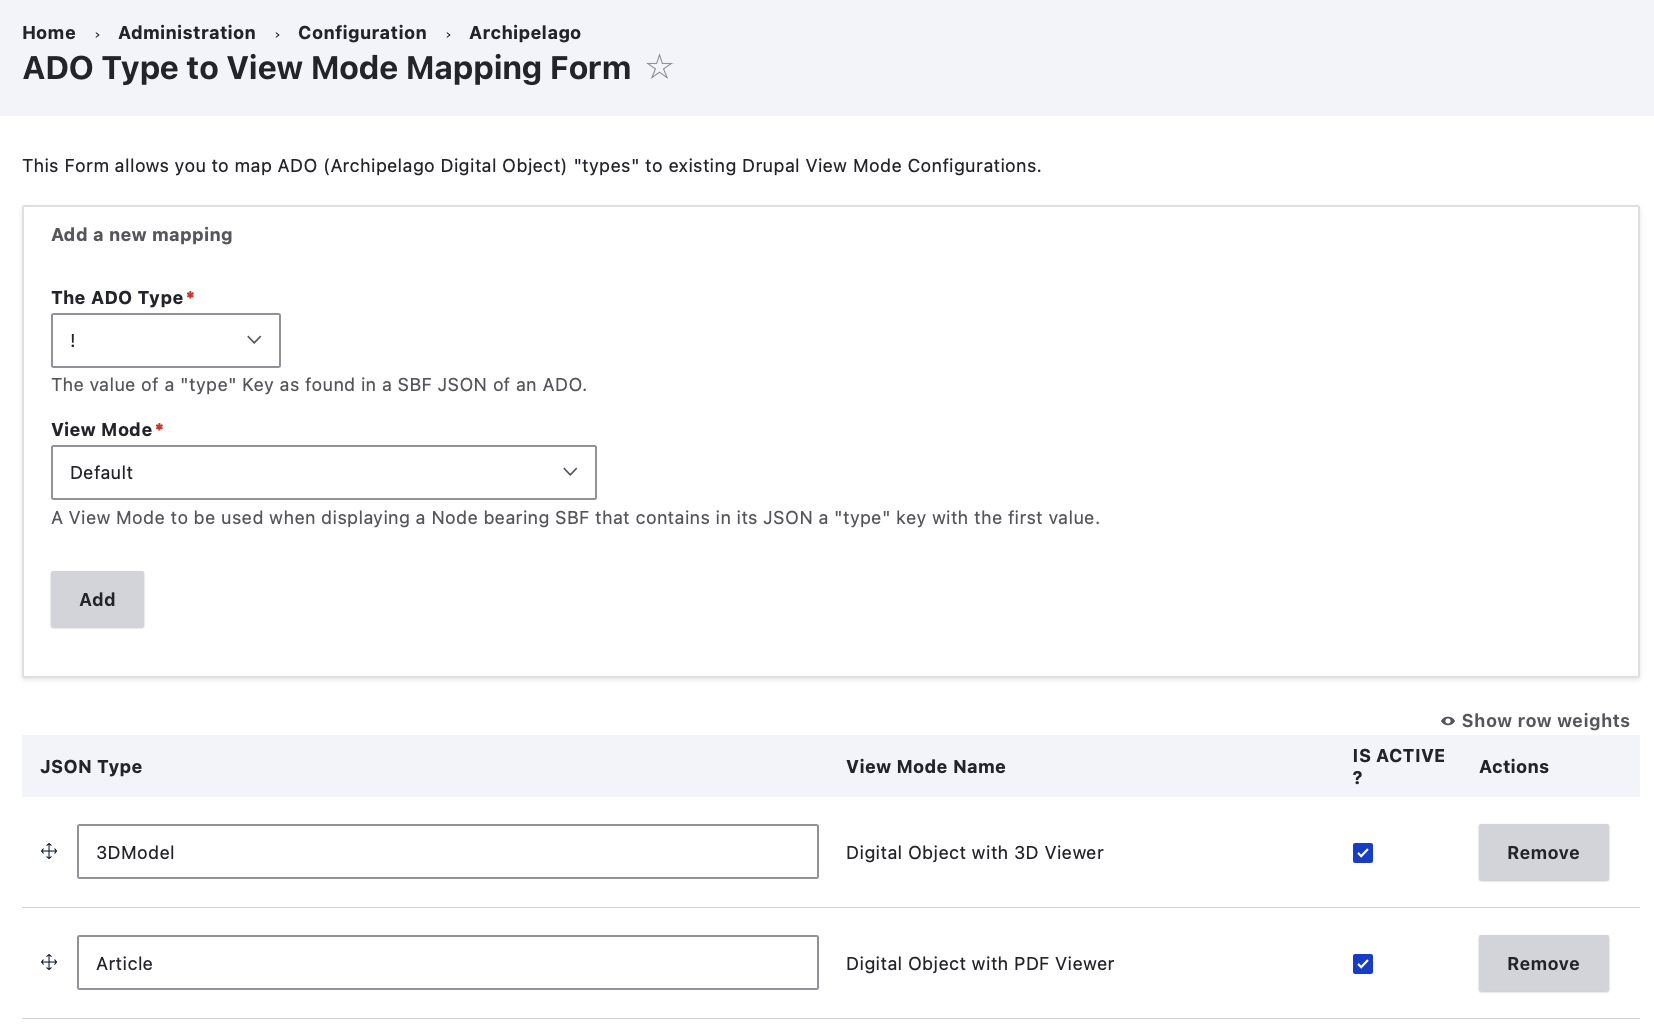 Home › Administration › Configuration › Archipelago
ADO Type to View Mode Mapping Form
This Form allows you to map ADO (Archipelago Digital Object) "types" to existing Drupal View Mode Configurations.
Add a new mapping
The ADO Type*
!
The value of a "type" Key as found in a SBF JSON of an ADO.
View Mode*
Default
A View Mode to be used when displaying a Node bearing SBF that contains in its JSON a "type" key with the first value.
Add
Show row weights
JSON Type View Mode Name IS ACTIVE ? Actions
3DModel Digital Object with 3D Viewer Remove
Article Digital Object with PDF Viewer Remove